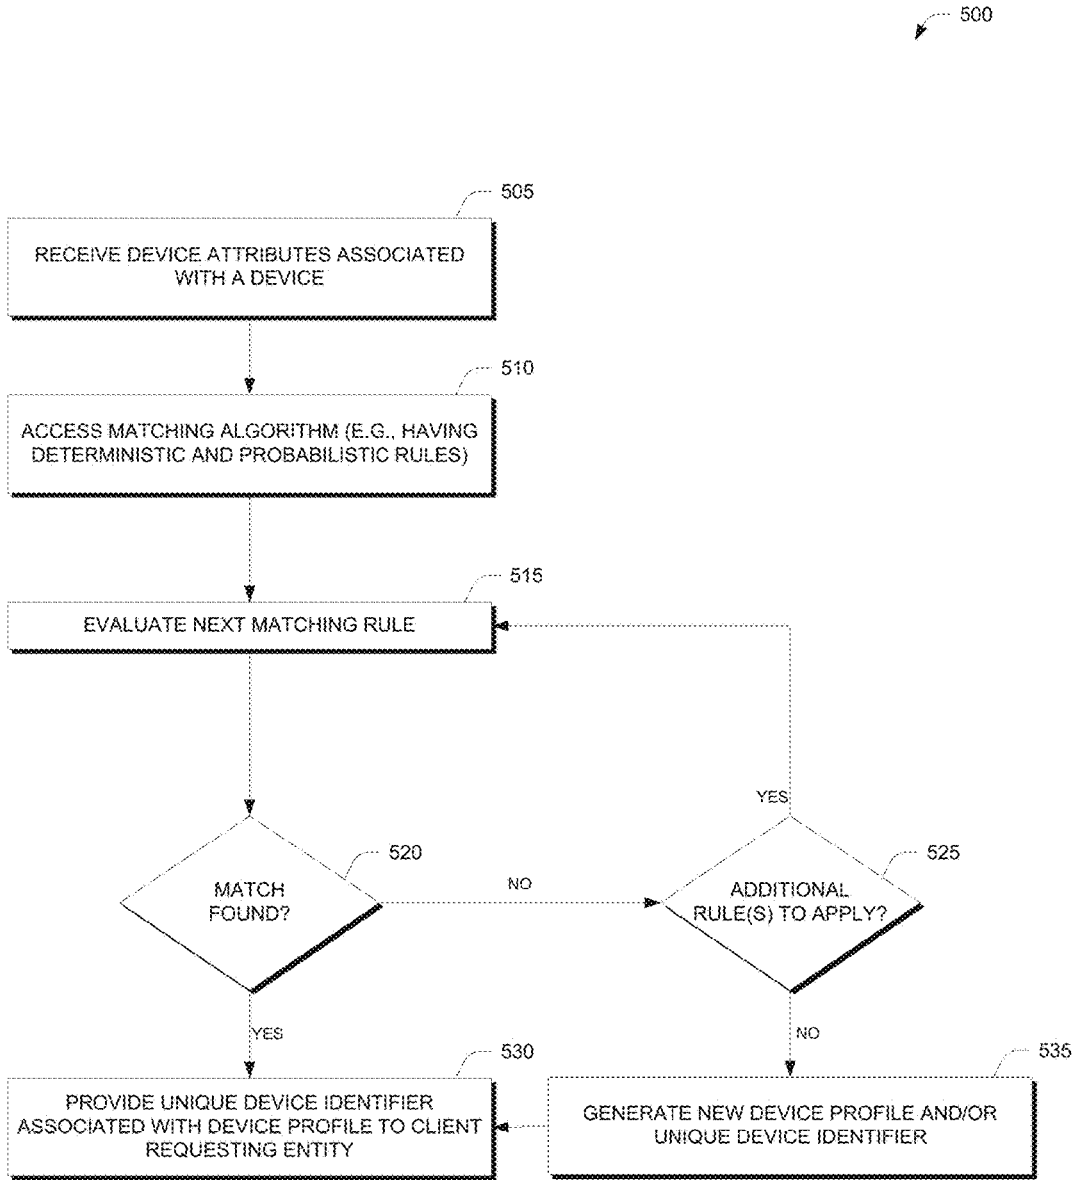 500
505
RECEIVE DEVICE ATTRIBUTES ASSOCIATED
WITH A DEVICE
510
ACCESS MATCHING ALGORITHM (E.G., HAVING
DETERMINISTIC AND PROBABILISTIC RULES)
515
EVALUATE NEXT MATCHING RULE
YES
520
525
MATCH
FOUND?
NO
ADDITIONAL
RULE(S) TO APPLY?
YES
NO
530
535
PROVIDE UNIQUE DEVICE IDENTIFIER
ASSOCIATED WITH DEVICE PROFILE TO CLIENT
REQUESTING ENTITY
GENERATE NEW DEVICE PROFILE AND/OR
UNIQUE DEVICE IDENTIFIER